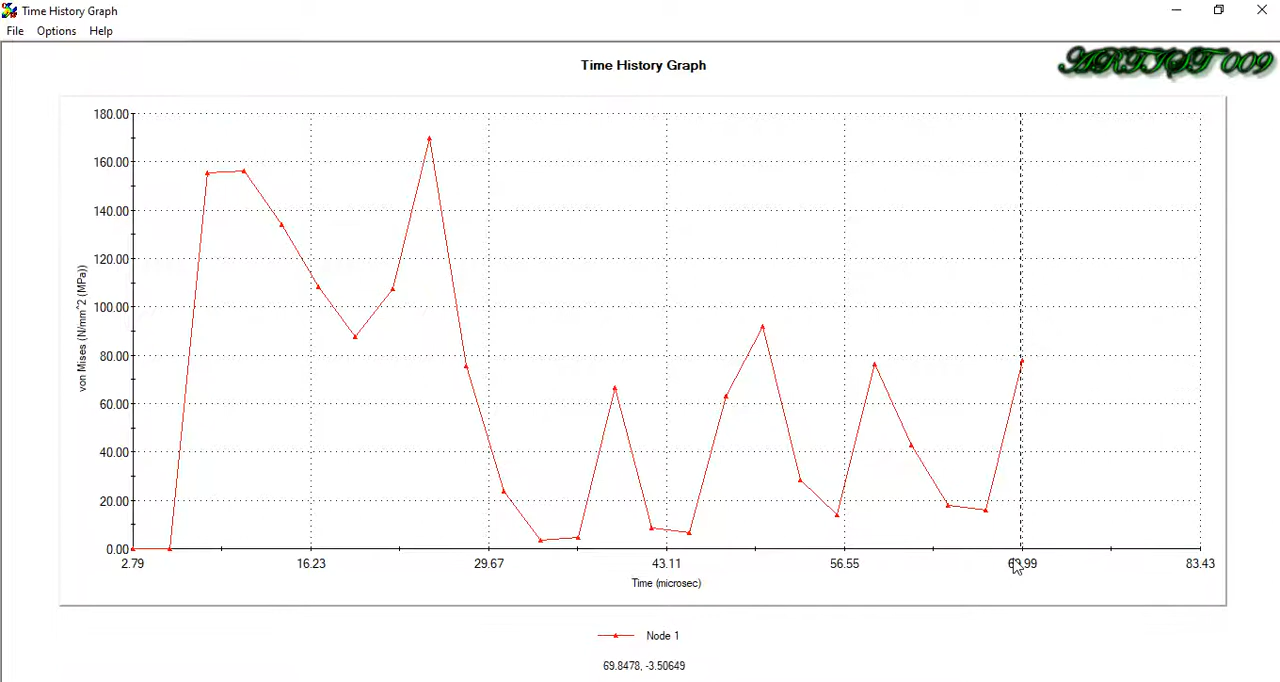 Time History Graph
File Options Help
ARTIST 009
Time History Graph
180.00
160.00
140.00
120.00
100.00
80.00
60.00
40.00
20.00
0.00
von Mises (N/mm^2 (MPa))
2.79 16.23 29.67 43.11 56.55 83.43
Time (microsec)
Node 1
69.8478, -3.50649